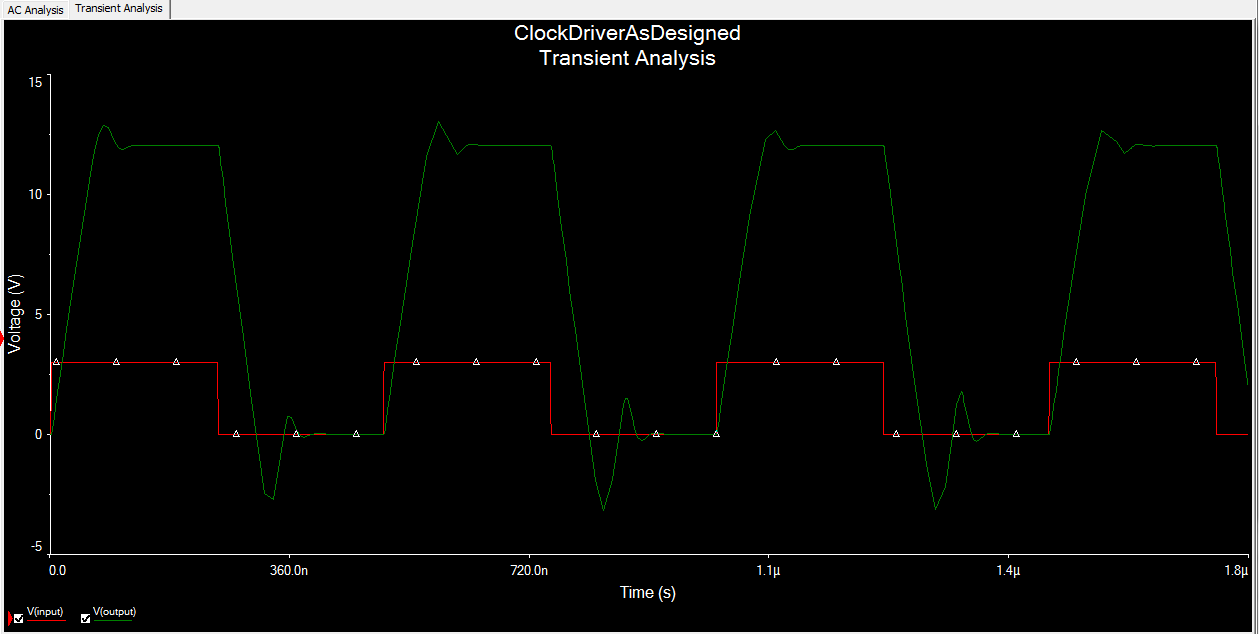 AC Analysis Transient Analysis
ClockDriverAsDesigned
Transient Analysis
15
10
5
0
-5
Voltage (V)
0.0 360.0n 720.0n 1.1µ 1.4µ 1.8µ
Time (s)
V(input) V(output)